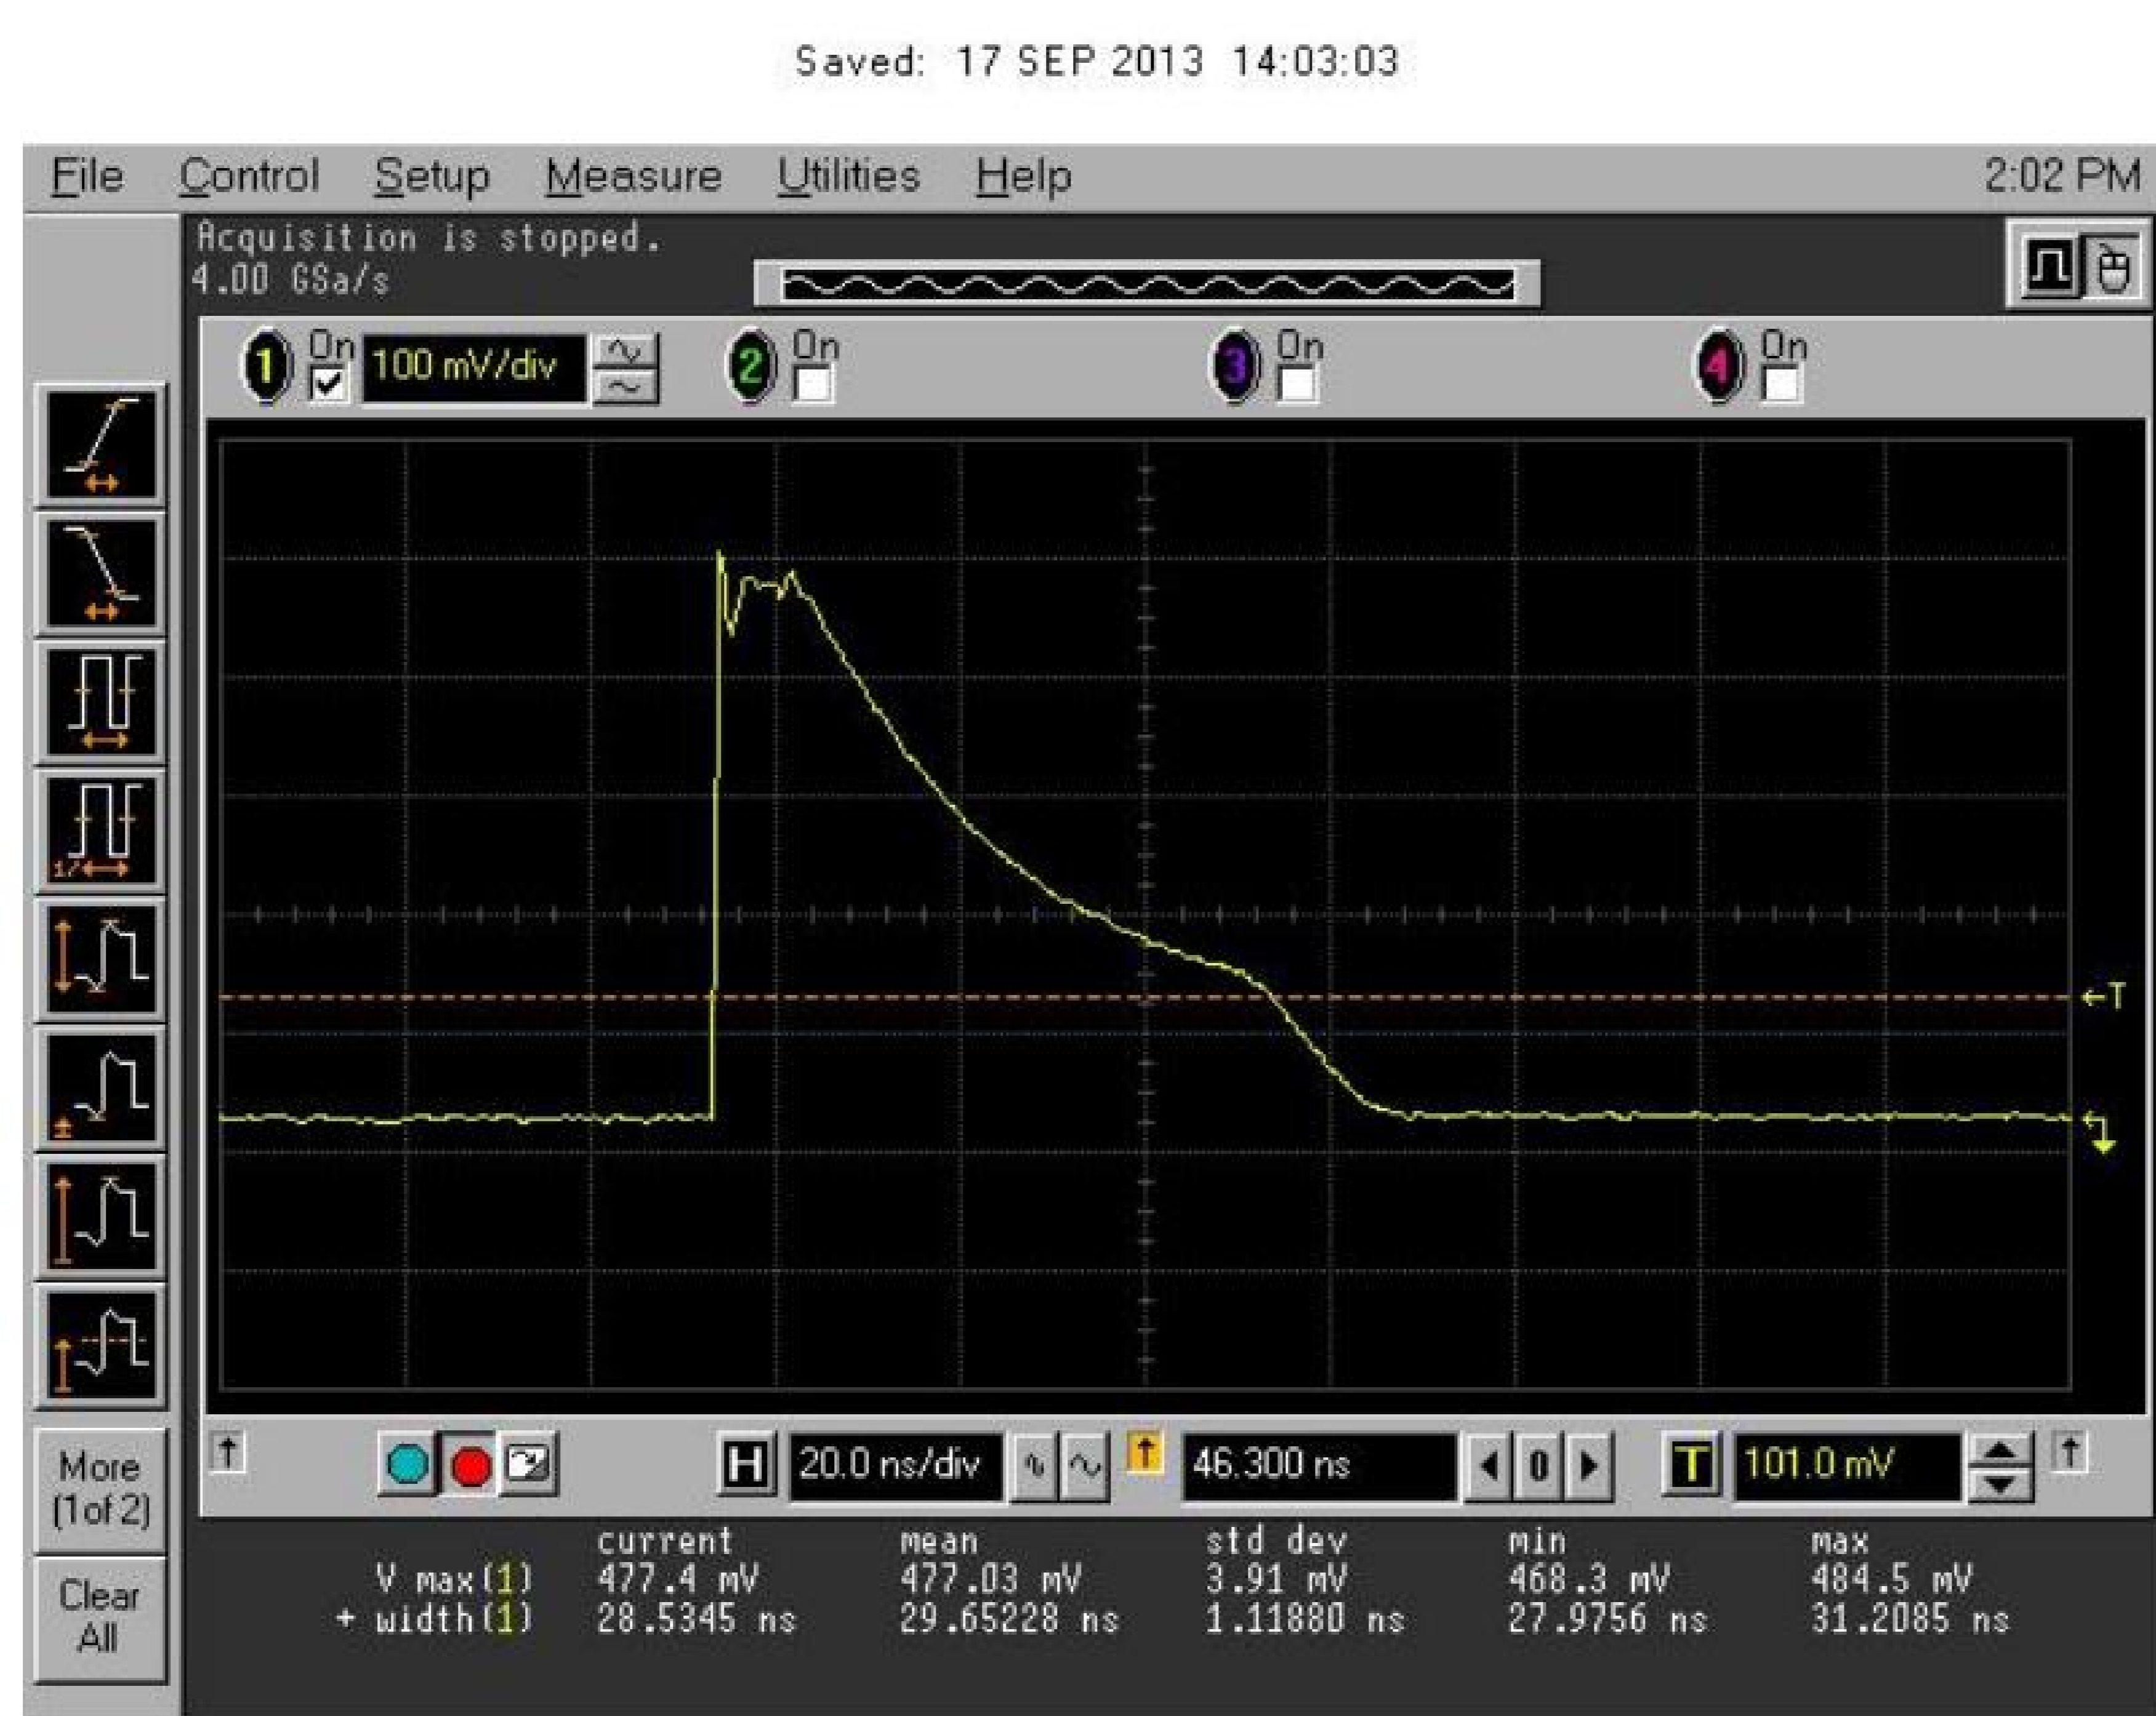 Saved: 17 SEP 2013 14:03:03
File Control Setup Measure Utilities Help 2:02 PM
Acquisition is stopped.
4.00 GSa/s
1 On 100 mV/div 2 On 3 On 4 On
T
More
(1of 2)
Clear
All
H 20.0 ns/div 46.300 ns 0 T 101.0 mV
current mean std dev min max
V max(1) 477.4 mV 477.03 mV 3.91 mV 468.3 mV 484.5 mV
+ width(1) 28.5345 ns 29.65228 ns 1.11880 ns 27.9756 ns 31.2085 ns